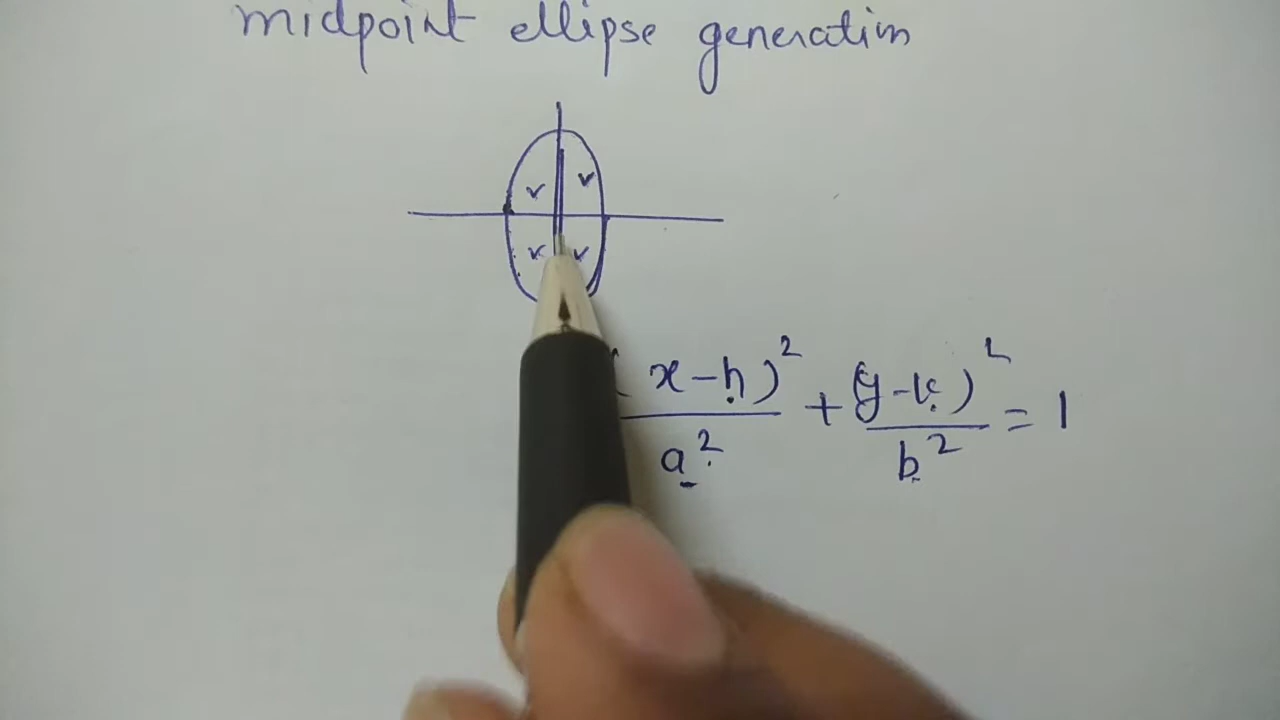 midpoint ellipse generation
(x-h)² / a² + (y-k)² / b² = 1